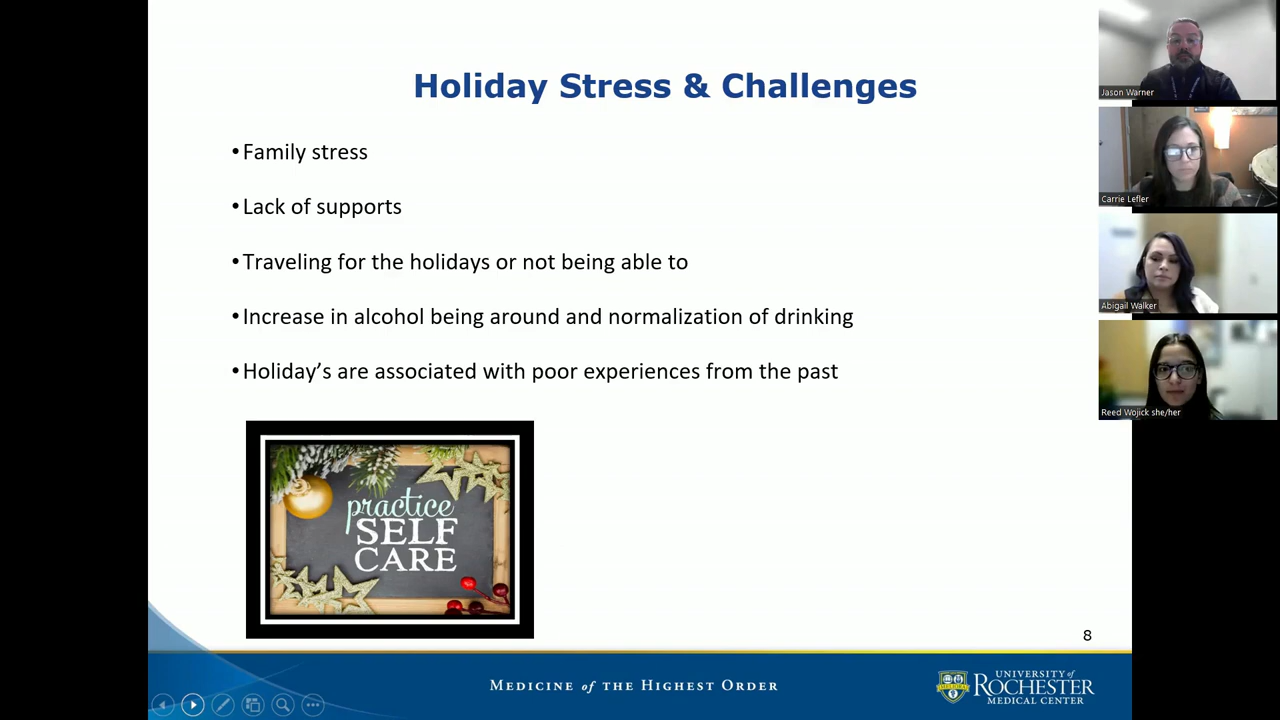 Holiday Stress & Challenges
•Family stress
•Lack of supports
•Traveling for the holidays or not being able to
•Increase in alcohol being around and normalization of drinking
•Holiday’s are associated with poor experiences from the past
practice
SELF
CARE
8
MEDICINE of THE HIGHEST ORDER
UNIVERSITY of
ROCHESTER
MEDICAL CENTER
Jason Warner
Carrie Lefler
Abigail Walker
Reed Wojick she/her